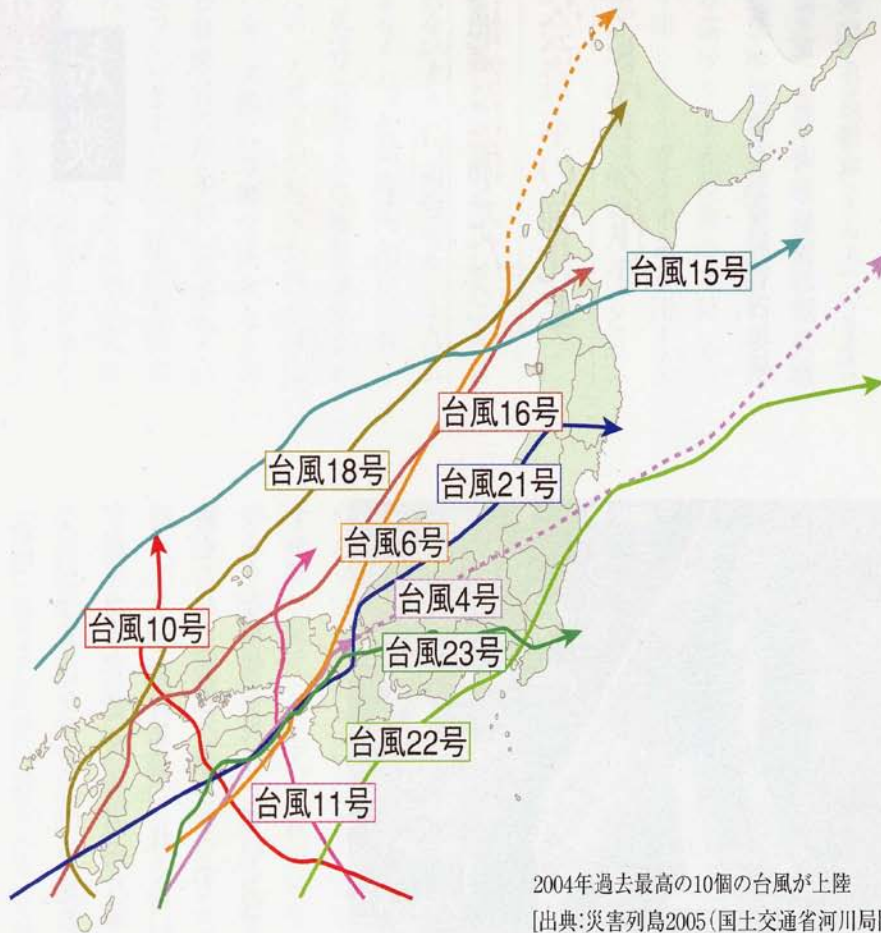 台風15号
台風16号
台風18号
台風21号
台風6号
台風4号
台風10号
台風23号
台風22号
台風11号
2004年過去最高の10個の台風が上陸
[出典:災害列島2005(国土交通省河川局